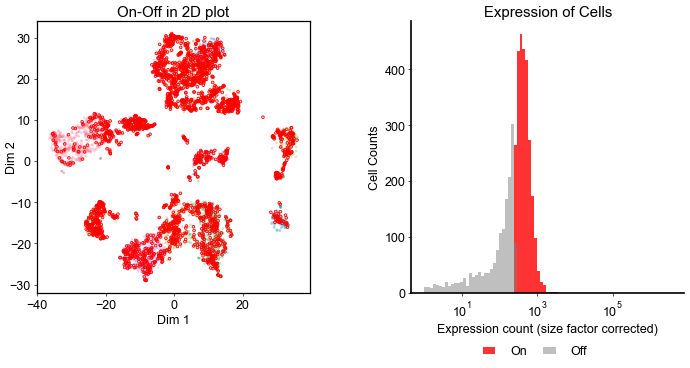 On-Off in 2D plot
30
20
10
0
−10
−20
−30
Dim 2
−40
−20
0
20
Dim 1
Expression of Cells
400
300
200
100
0
Cell Counts
10^1
10^3
10^5
Expression count (size factor corrected)
On
Off